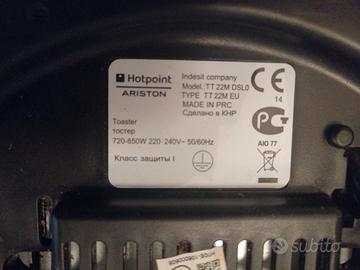 Hotpoint
ARISTON
Indesit company
Model.:TT 22M DSL0
TYPE TT 22M EU
MADE IN PRC
Сделано в КНР
CE
14
Toaster
тостер
720-850W 220-240V~ 50/60Hz
Класс защиты I
АЮ 77
subito